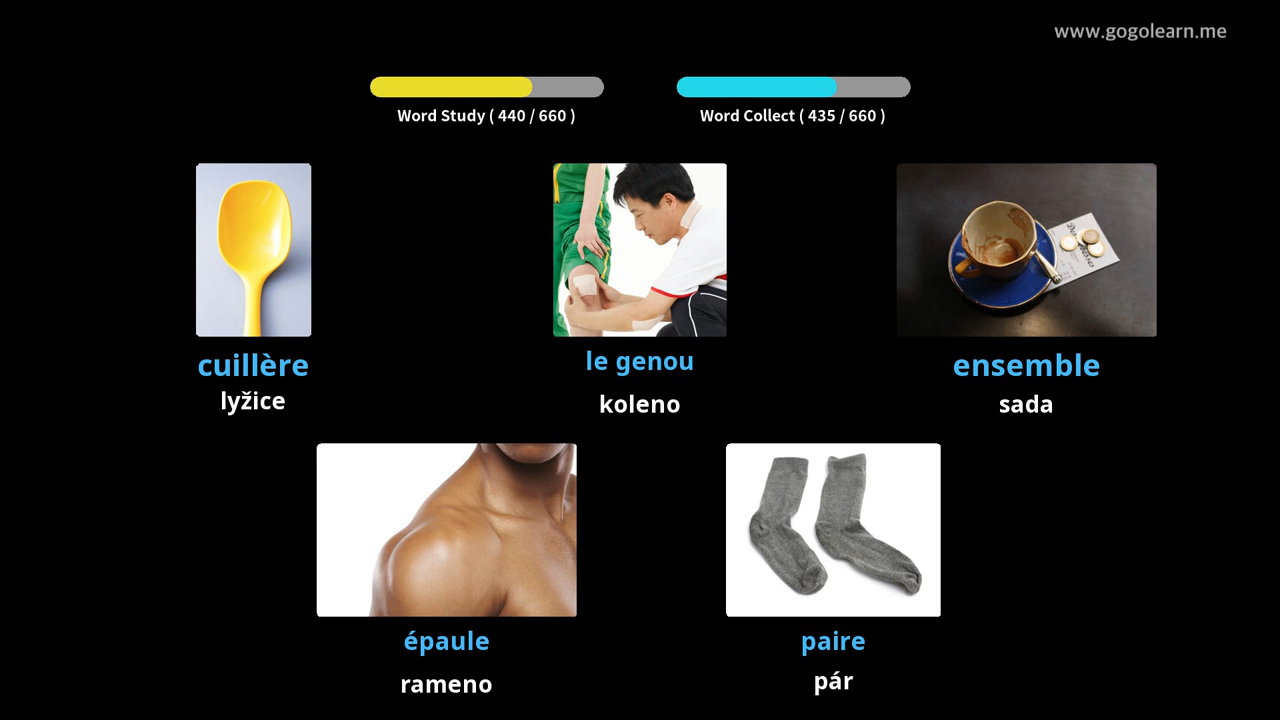 www.gogolearn.me
Word Study ( 440 / 660 )
Word Collect ( 435 / 660 )
cuillère
lyžice
le genou
koleno
ensemble
sada
épaule
rameno
paire
pár